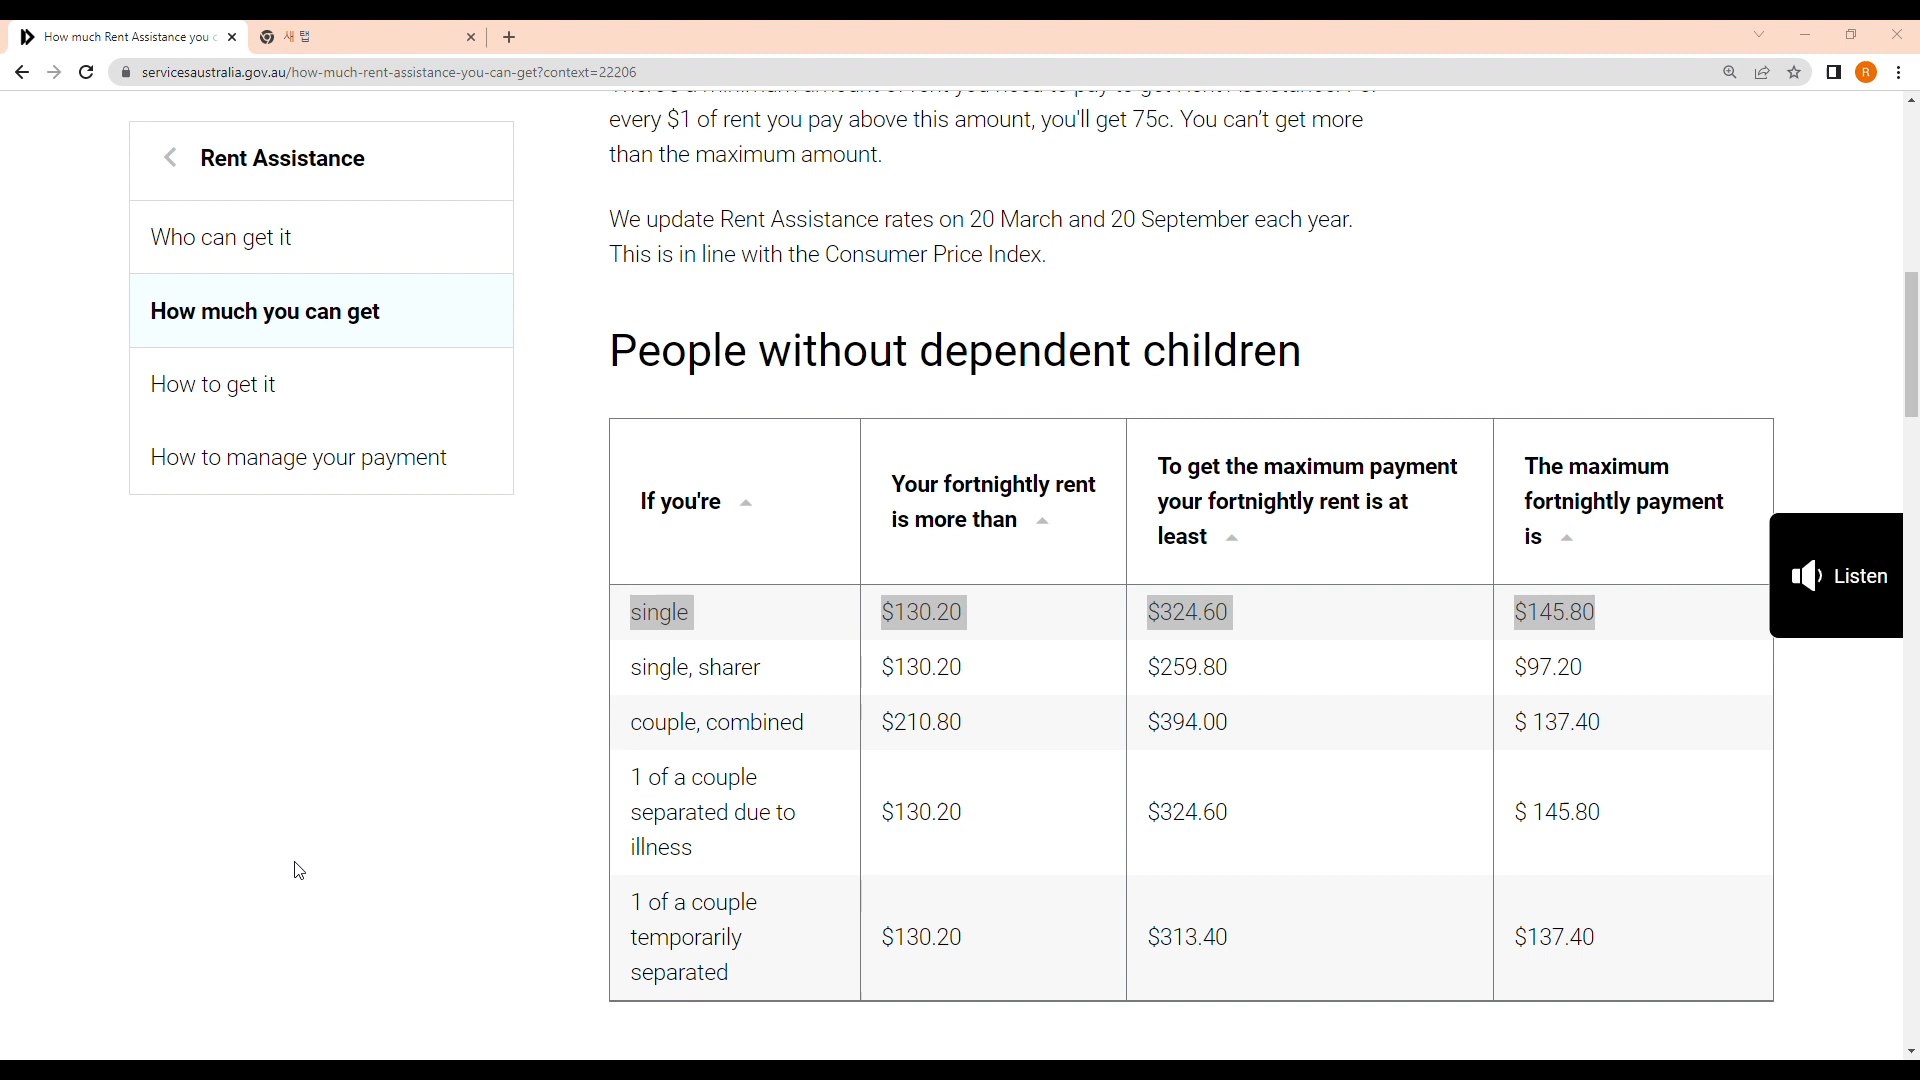 How much Rent Assistance you c
새 탭
servicesaustralia.gov.au/how-much-rent-assistance-you-can-get?context=22206
R
every $1 of rent you pay above this amount, you'll get 75c. You can't get more
than the maximum amount.
We update Rent Assistance rates on 20 March and 20 September each year.
This is in line with the Consumer Price Index.
Rent Assistance
Who can get it
How much you can get
How to get it
How to manage your payment
People without dependent children
If you're
Your fortnightly rent
is more than
To get the maximum payment
your fortnightly rent is at
least
The maximum
fortnightly payment
is
single $130.20 $324.60 $145.80
single, sharer $130.20 $259.80 $97.20
couple, combined $210.80 $394.00 $ 137.40
1 of a couple
separated due to
illness
$130.20 $324.60 $ 145.80
1 of a couple
temporarily
separated
$130.20 $313.40 $137.40
Listen